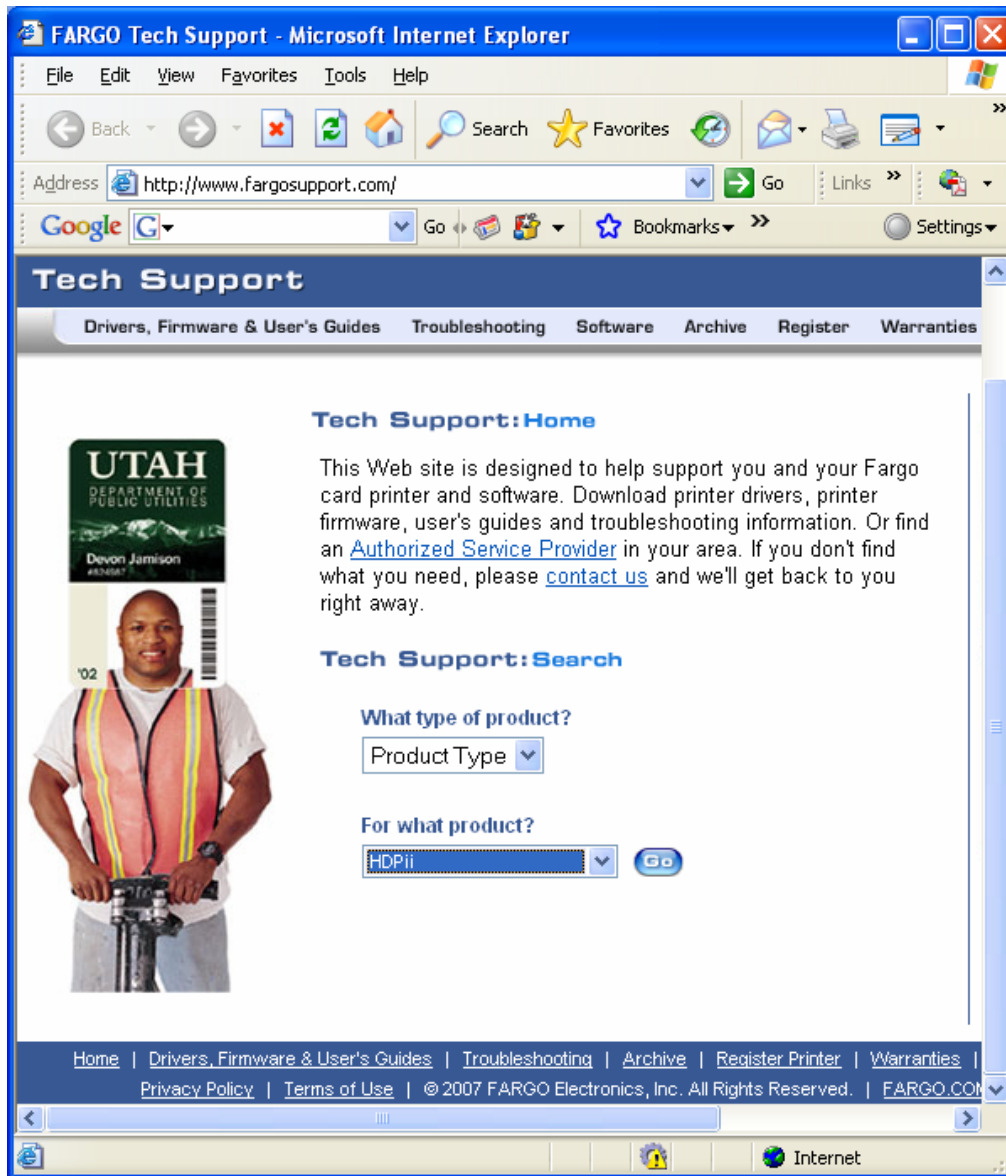 FARGO Tech Support - Microsoft Internet Explorer
File Edit View Favorites Tools Help
Back Search Favorites »
Address http://www.fargosupport.com/ Go Links »
Google G Go Bookmarks » Settings
Tech Support
Drivers, Firmware & User's Guides Troubleshooting Software Archive Register Warranties
Tech Support:Home
This Web site is designed to help support you and your Fargo
card printer and software. Download printer drivers, printer
firmware, user's guides and troubleshooting information. Or find
an Authorized Service Provider in your area. If you don't find
what you need, please contact us and we'll get back to you
right away.
UTAH
DEPARTMENT OF
PUBLIC UTILITIES
Devon Jamison
'02
Tech Support:Search
What type of product?
Product Type
For what product?
HDPii Go
Home | Drivers, Firmware & User's Guides | Troubleshooting | Archive | Register Printer | Warranties |
Privacy Policy | Terms of Use | © 2007 FARGO Electronics, Inc. All Rights Reserved. | FARGO.COM
Internet